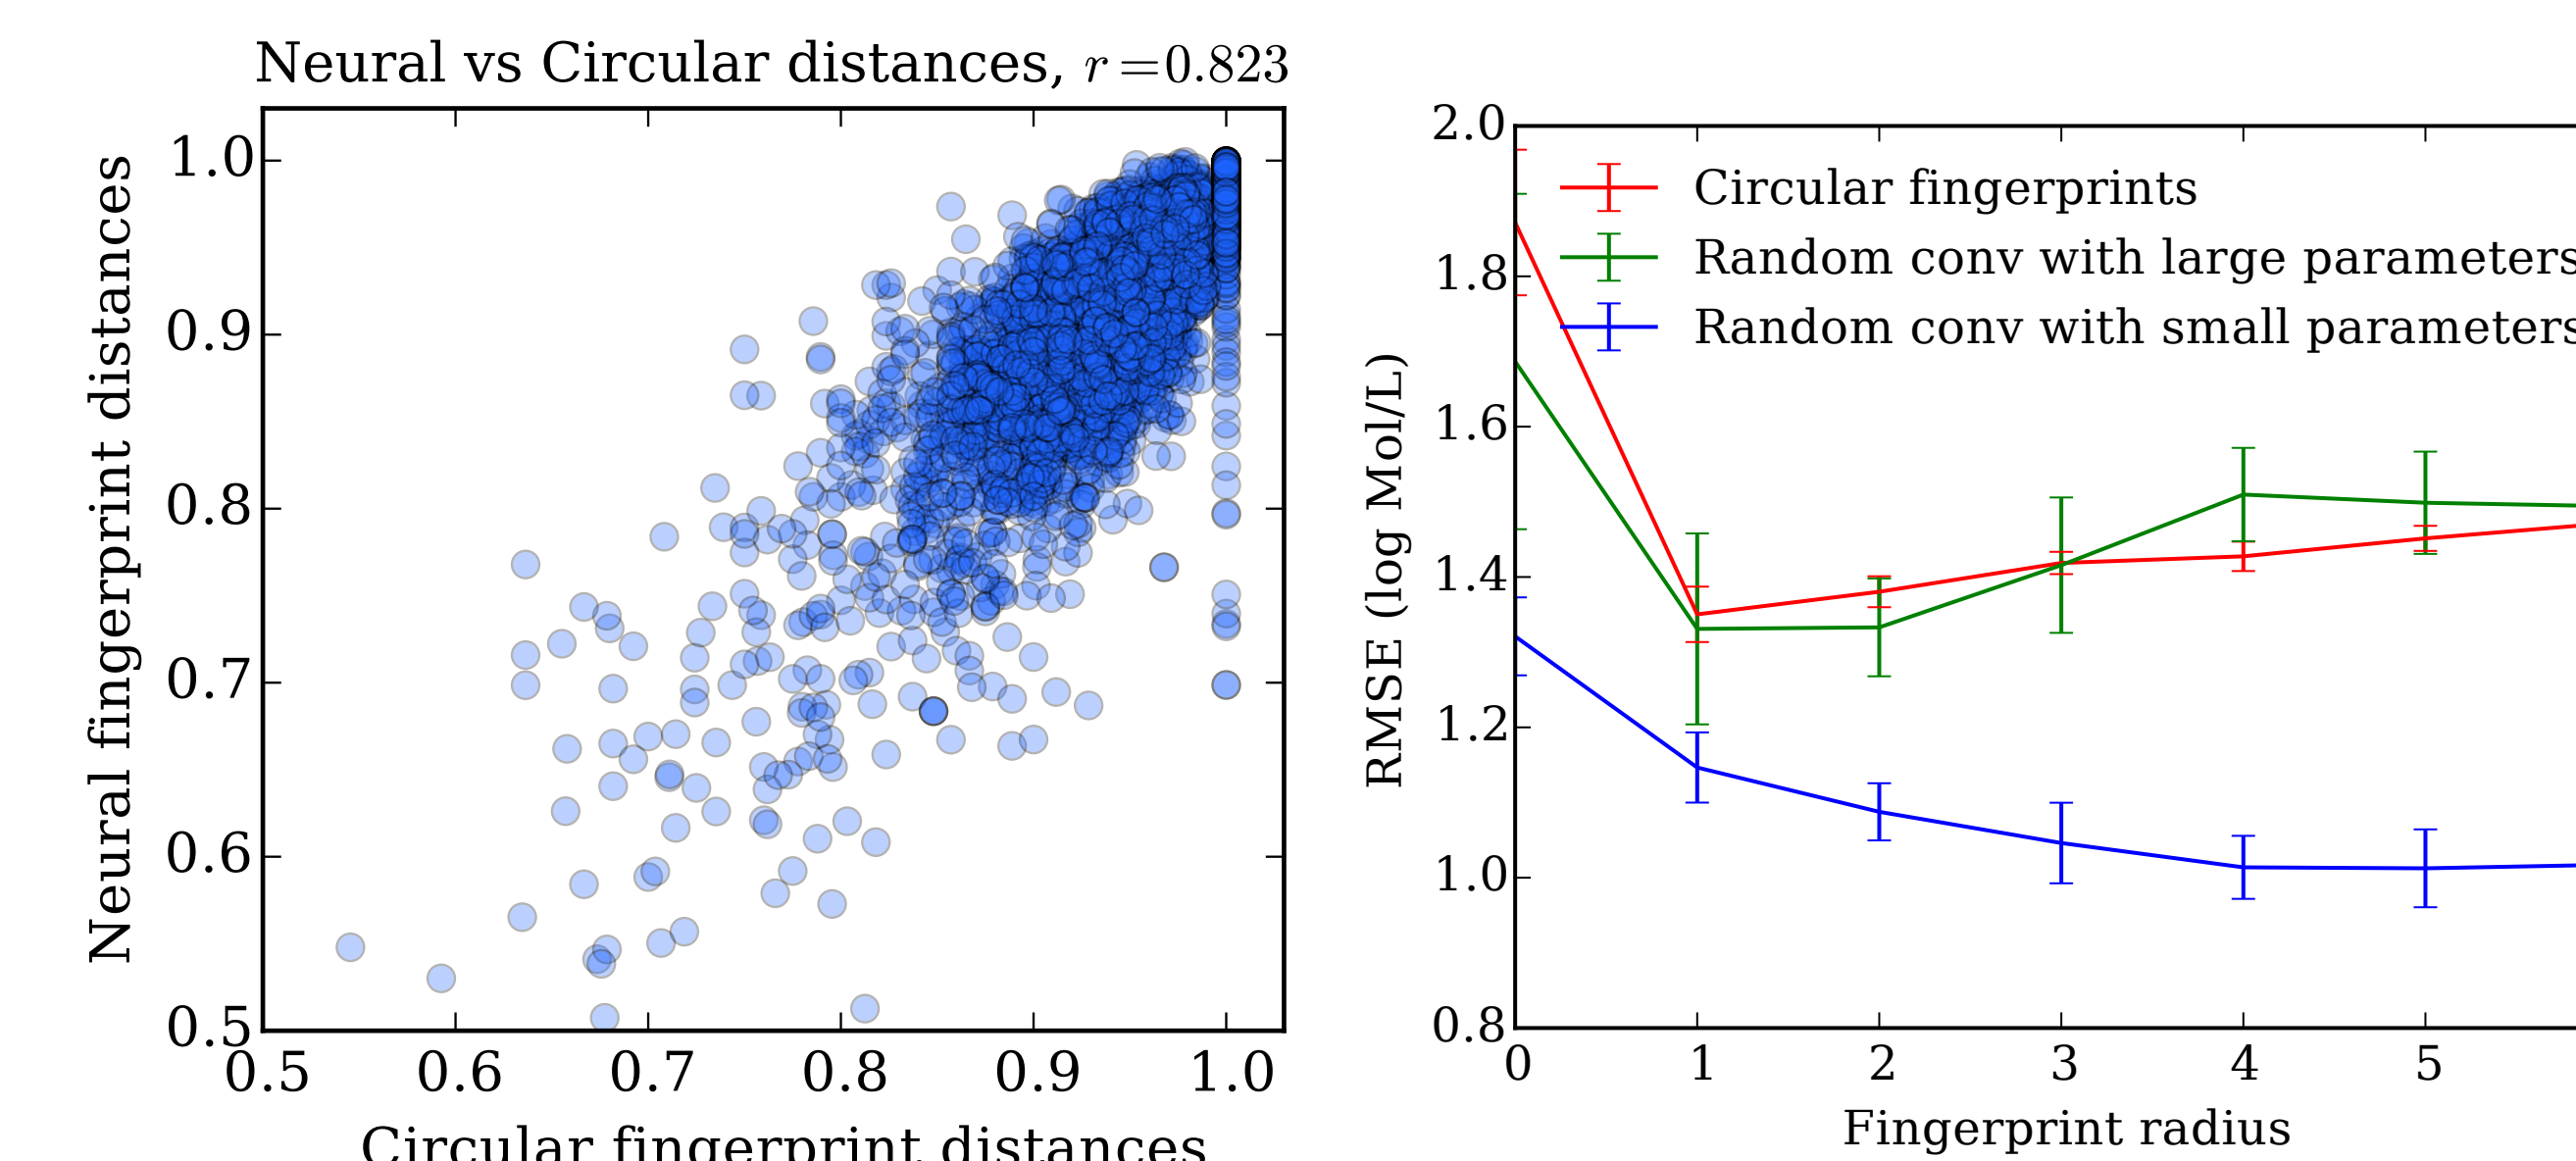 Neural vs Circular distances, r=0.823
Neural fingerprint distances
1.0
0.9
0.8
0.7
0.6
0.5
0.5 0.6 0.7 0.8 0.9 1.0
Circular fingerprint distances
RMSE (log Mol/L)
2.0
1.8
1.6
1.4
1.2
1.0
0.8
Circular fingerprints
Random conv with large parameters
Random conv with small parameters
0 1 2 3 4 5
Fingerprint radius